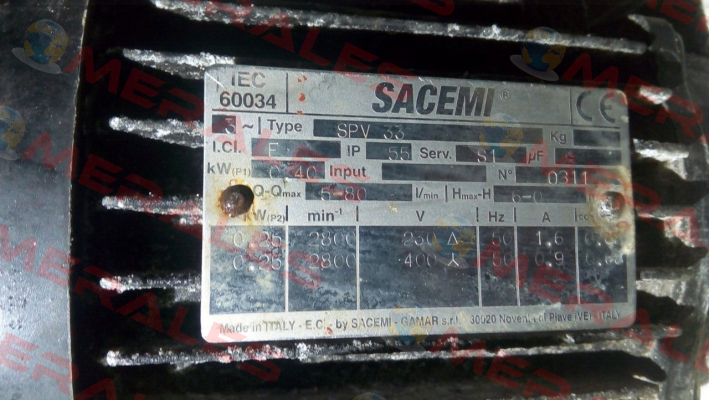 IEC
60034
SACEMI®
CE
3 ~ Type SPV 33 Kg
I.Cl. F IP 55 Serv. S1 µF
kW(P1) 0.40 Input N° 0311
Q-Qmax 5-80 l/min Hmax-H 6-0
kW(P2) min⁻¹ V Hz A
0.25 2800 230 Δ 50 1.6
0.25 2800 400 人 50 0.9
Made in ITALY - E.C. by SACEMI - GAMAR s.r.l. 30020 Noventa di Piave (VE) ITALY
MERALES